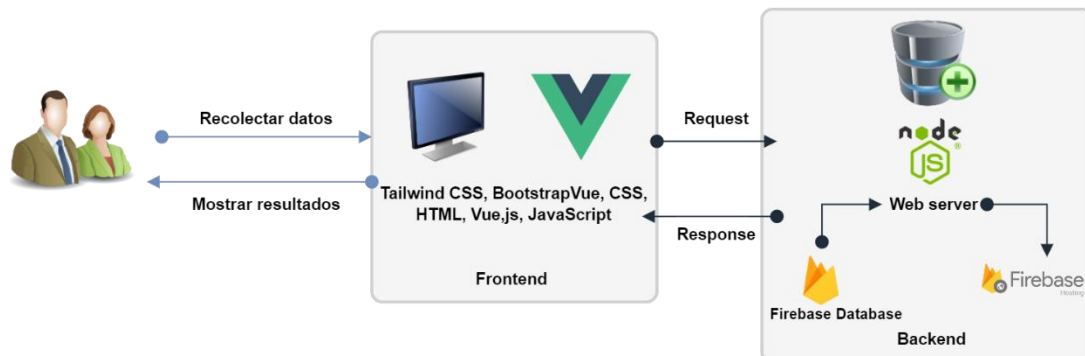 Recolectar datos
Mostrar resultados
Tailwind CSS, BootstrapVue, CSS,
HTML, Vue,js, JavaScript
Frontend
Request
Response
node
JS
®
Web server
Firebase Database
Firebase
Hosting
Backend